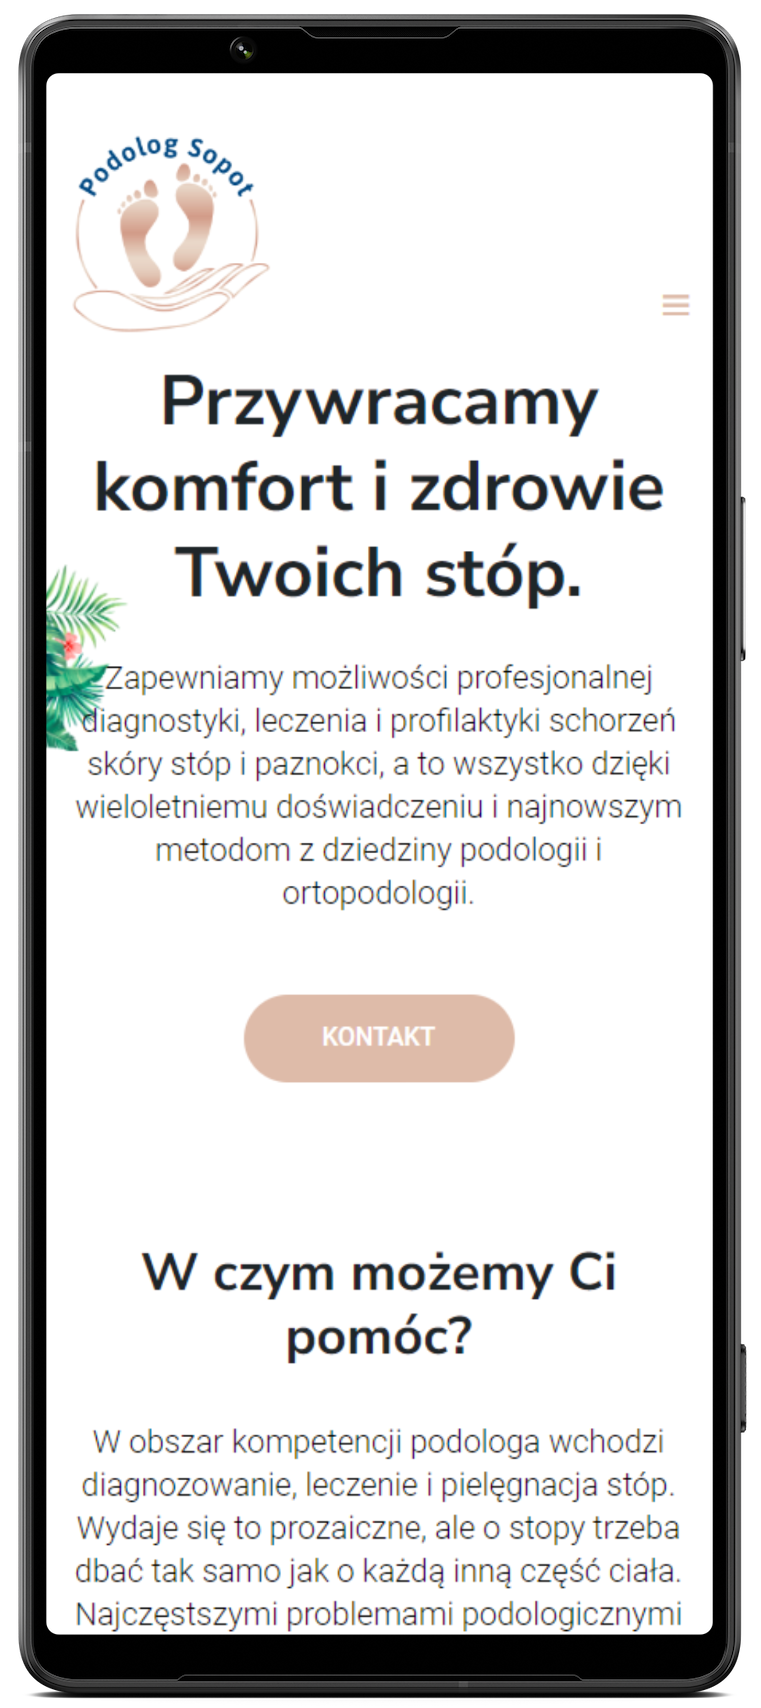 Podolog Sopot
Przywracamy
komfort i zdrowie
Twoich stóp.
Zapewniamy możliwości profesjonalnej
diagnostyki, leczenia i profilaktyki schorzeń
skóry stóp i paznokci, a to wszystko dzięki
wieloletniemu doświadczeniu i najnowszym
metodom z dziedziny podologii i
ortopodologii.
KONTAKT
W czym możemy Ci
pomóc?
W obszar kompetencji podologa wchodzi
diagnozowanie, leczenie i pielęgnacja stóp.
Wydaje się to prozaiczne, ale o stopy trzeba
dbać tak samo jak o każdą inną część ciała.
Najczęstszymi problemami podologicznymi